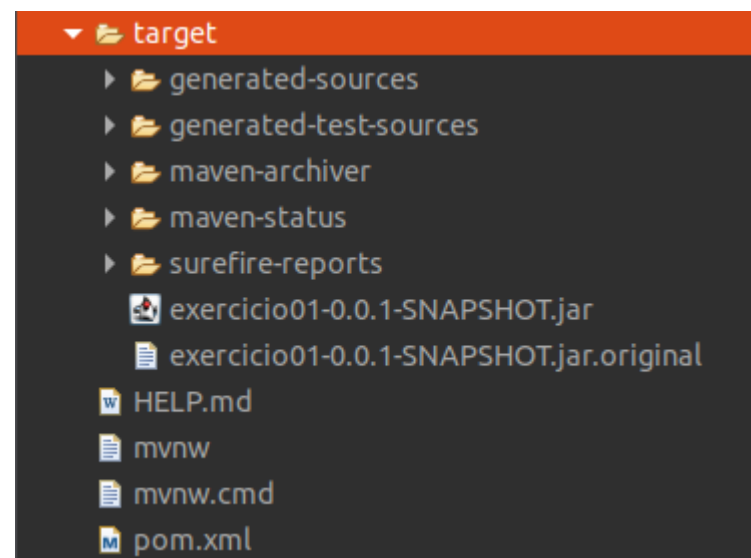 target
generated-sources
generated-test-sources
maven-archiver
maven-status
surefire-reports
exercicio01-0.0.1-SNAPSHOT.jar
exercicio01-0.0.1-SNAPSHOT.jar.original
HELP.md
mvnw
mvnw.cmd
pom.xml